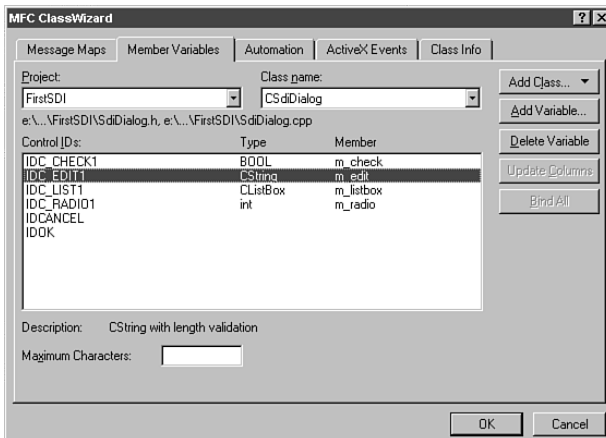 MFC ClassWizard
Message Maps Member Variables Automation ActiveX Events Class Info
Project: Class name: Add Class...
FirstSDI CSdiDialog
Add Variable...
e:\...\FirstSDI\SdiDialog.h, e:\...\FirstSDI\SdiDialog.cpp
Control IDs: Type Member Delete Variable
IDC_CHECK1 BOOL m_check
IDC_EDIT1 CString m_edit Update Columns
IDC_LIST1 CListBox m_listbox
IDC_RADIO1 int m_radio Bind All
IDCANCEL
IDOK
Description: CString with length validation
Maximum Characters:
OK Cancel